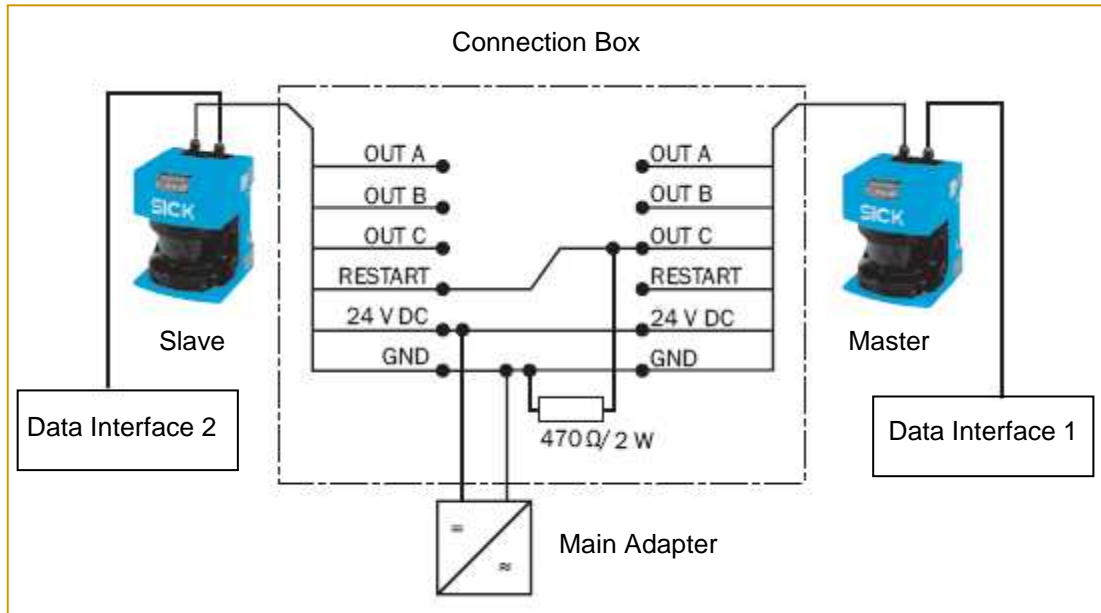 Connection Box
OUT A
OUT A
OUT B
OUT B
SICK
SICK
OUT C
OUT C
RESTART
RESTART
24 V DC
24 V DC
Slave
Master
GND
GND
Data Interface 2
470 Ω/ 2 W
Data Interface 1
=
Main Adapter
≈